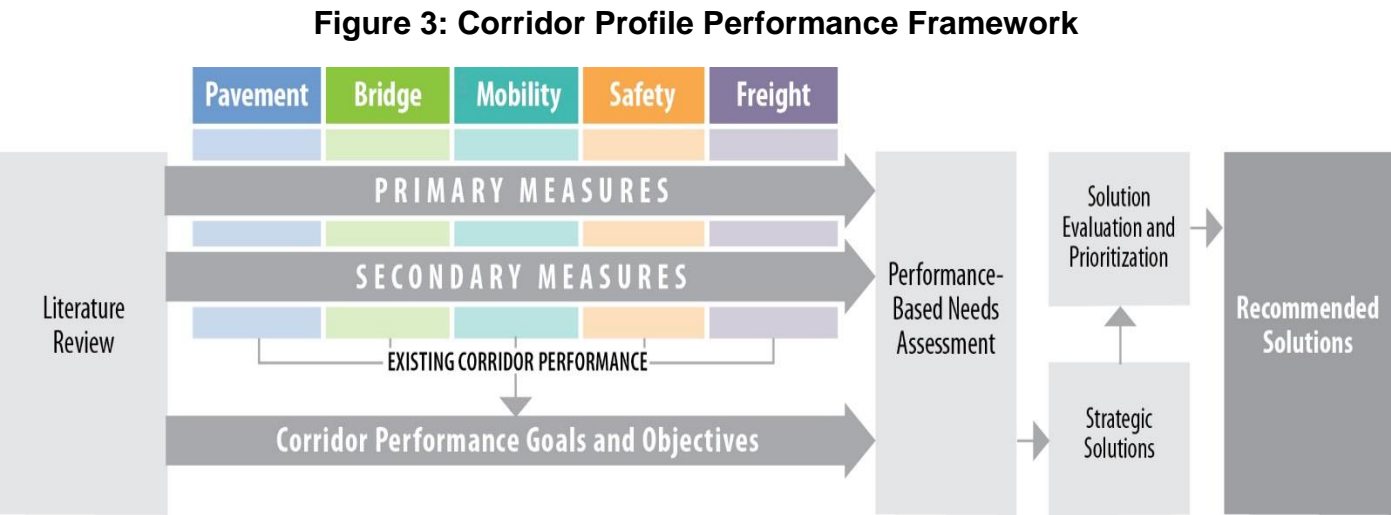 Figure 3: Corridor Profile Performance Framework
Pavement
Bridge
Mobility
Safety
Freight
Literature
Review
PRIMARY MEASURES
SECONDARY MEASURES
EXISTING CORRIDOR PERFORMANCE
Corridor Performance Goals and Objectives
Performance-
Based Needs
Assessment
Strategic
Solutions
Solution
Evaluation and
Prioritization
Recommended
Solutions